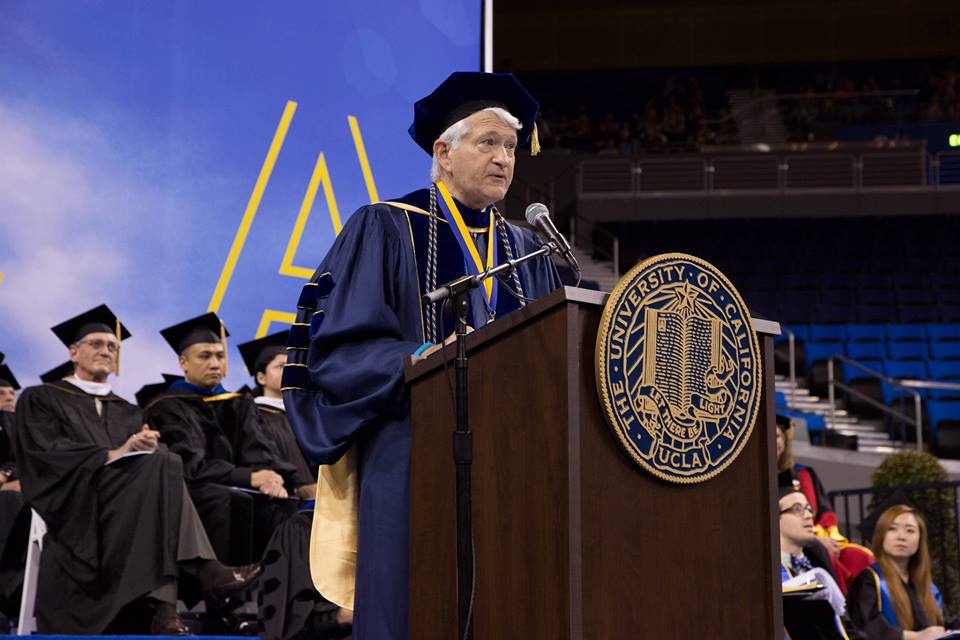 A
THE·UNIVERSITY·OF·CALIFORNIA
LET THERE BE LIGHT
UCLA